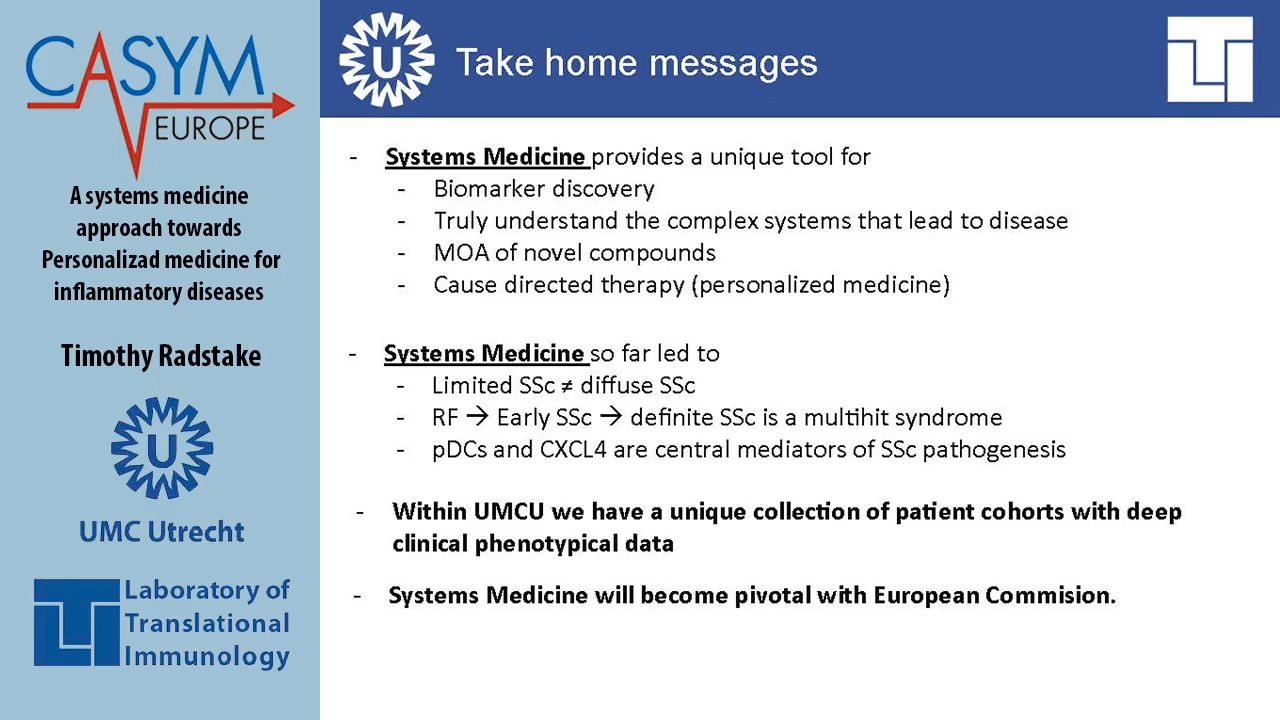 CASYM
EUROPE
A systems medicine
approach towards
Personalizad medicine for
inflammatory diseases
Timothy Radstake
U
UMC Utrecht
LTI
Laboratory of
Translational
Immunology
U
Take home messages
LTI
- Systems Medicine provides a unique tool for
- Biomarker discovery
- Truly understand the complex systems that lead to disease
- MOA of novel compounds
- Cause directed therapy (personalized medicine)
- Systems Medicine so far led to
- Limited SSc ≠ diffuse SSc
- RF → Early SSc → definite SSc is a multihit syndrome
- pDCs and CXCL4 are central mediators of SSc pathogenesis
- Within UMCU we have a unique collection of patient cohorts with deep
clinical phenotypical data
- Systems Medicine will become pivotal with European Commision.